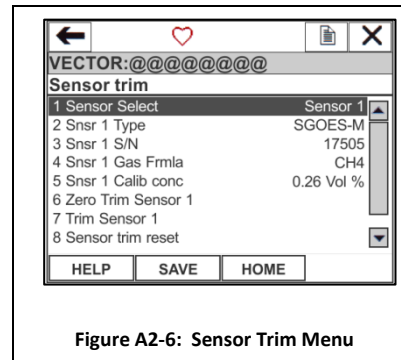 VECTOR:@@@@@@@@
Sensor trim
1 Sensor Select Sensor 1
2 Snsr 1 Type SGOES-M
3 Snsr 1 S/N 17505
4 Snsr 1 Gas Frmla CH4
5 Snsr 1 Calib conc 0.26 Vol %
6 Zero Trim Sensor 1
7 Trim Sensor 1
8 Sensor trim reset
HELP SAVE HOME
Figure A2-6: Sensor Trim Menu